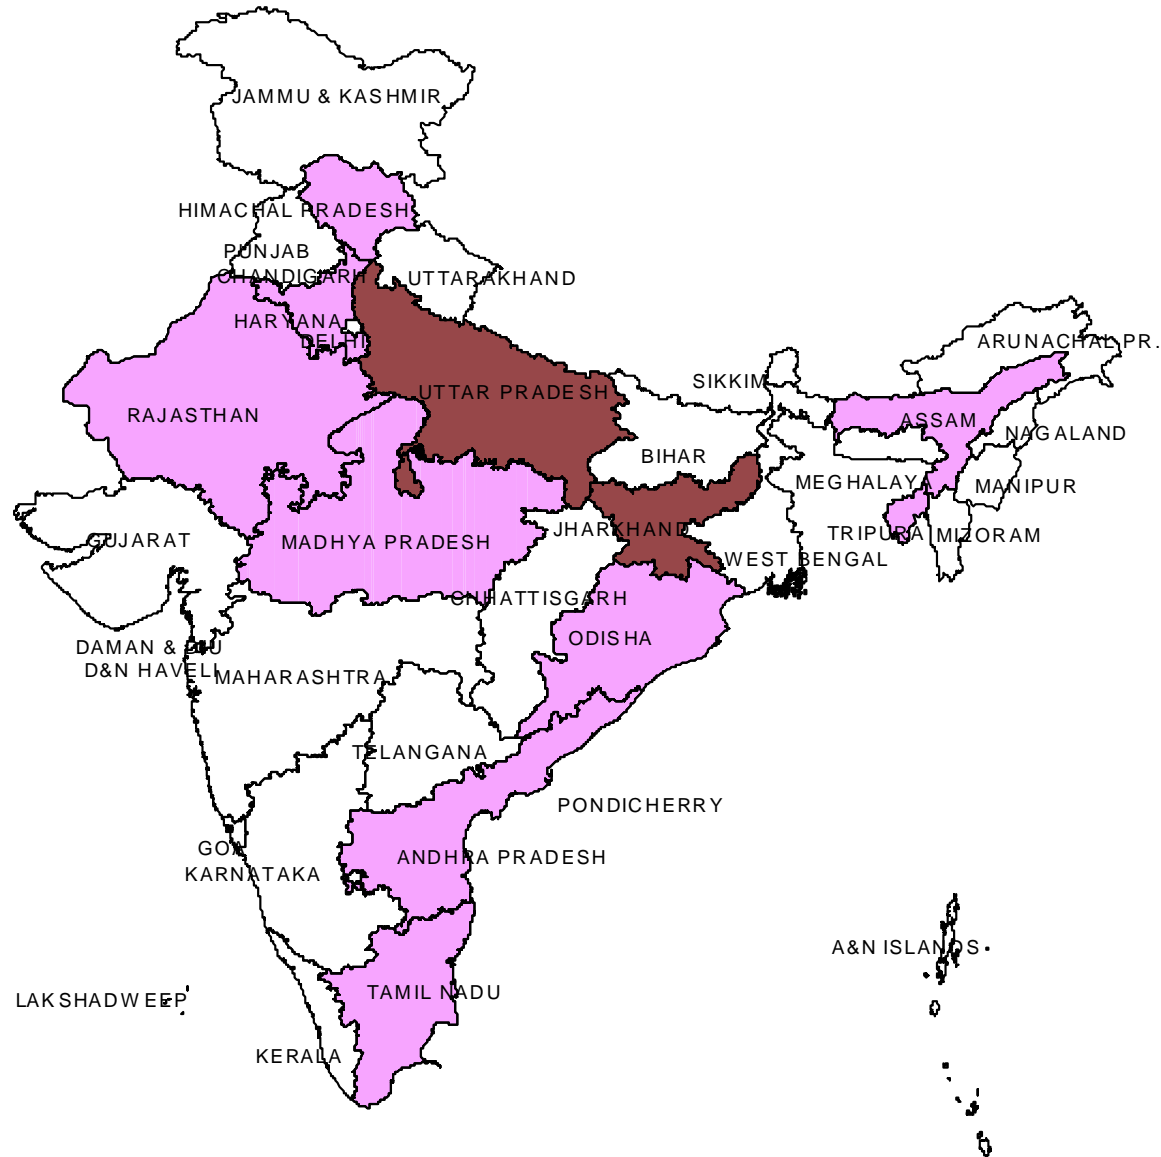 JAMMU & KASHMIR
HIMACHAL PRADESH
PUNJAB
CHANDIGARH
UTTARAKHAND
HARYANA
DELHI
ARUNACHAL PR.
SIKKIM
UTTAR PRADESH
RAJASTHAN
ASSAM
NAGALAND
BIHAR
MEGHALAYA
MANIPUR
JHARKHAND
TRIPURA
MIZORAM
GUJARAT
MADHYA PRADESH
WEST BENGAL
CHHATTISGARH
ODISHA
DAMAN & DIU
D&N HAVELI
MAHARASHTRA
TELANGANA
PONDICHERRY
GOA
ANDHRA PRADESH
KARNATAKA
A&N ISLANDS
LAKSHADWEEP
TAMIL NADU
KERALA